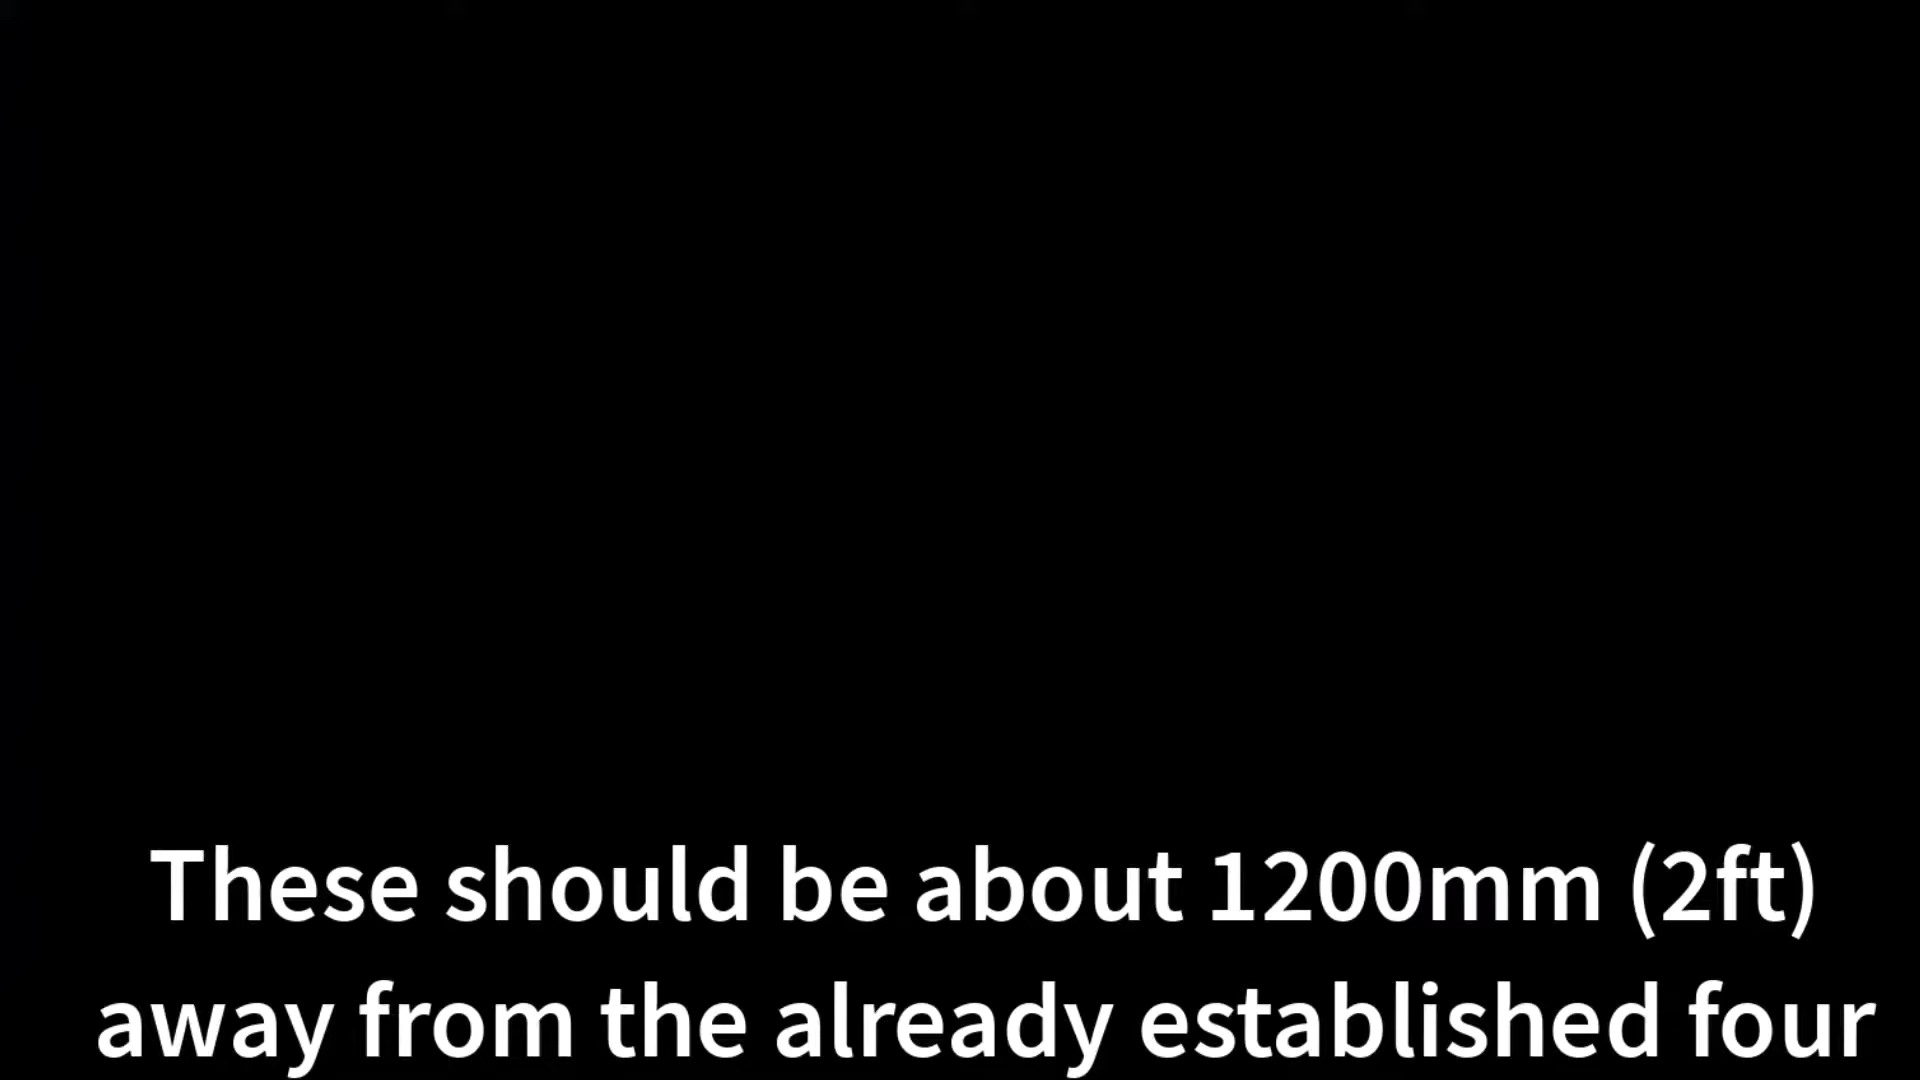 These should be about 1200mm (2ft)
away from the already established four